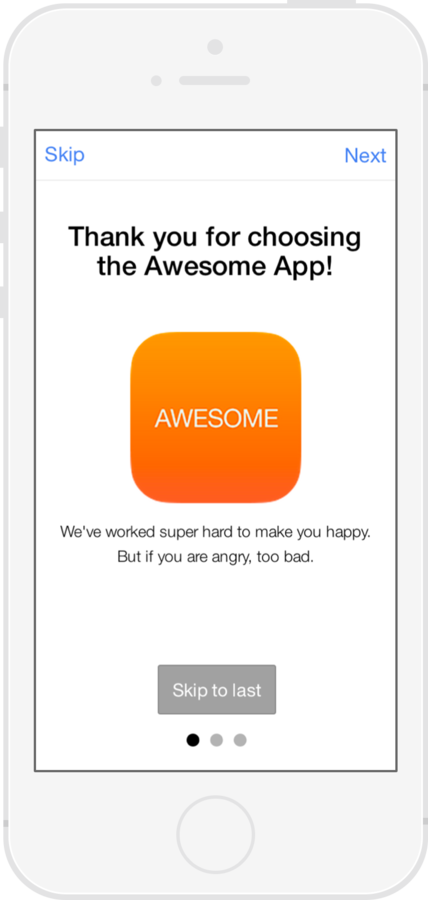 Skip
Next
Thank you for choosing
the Awesome App!
AWESOME
We've worked super hard to make you happy.
But if you are angry, too bad.
Skip to last